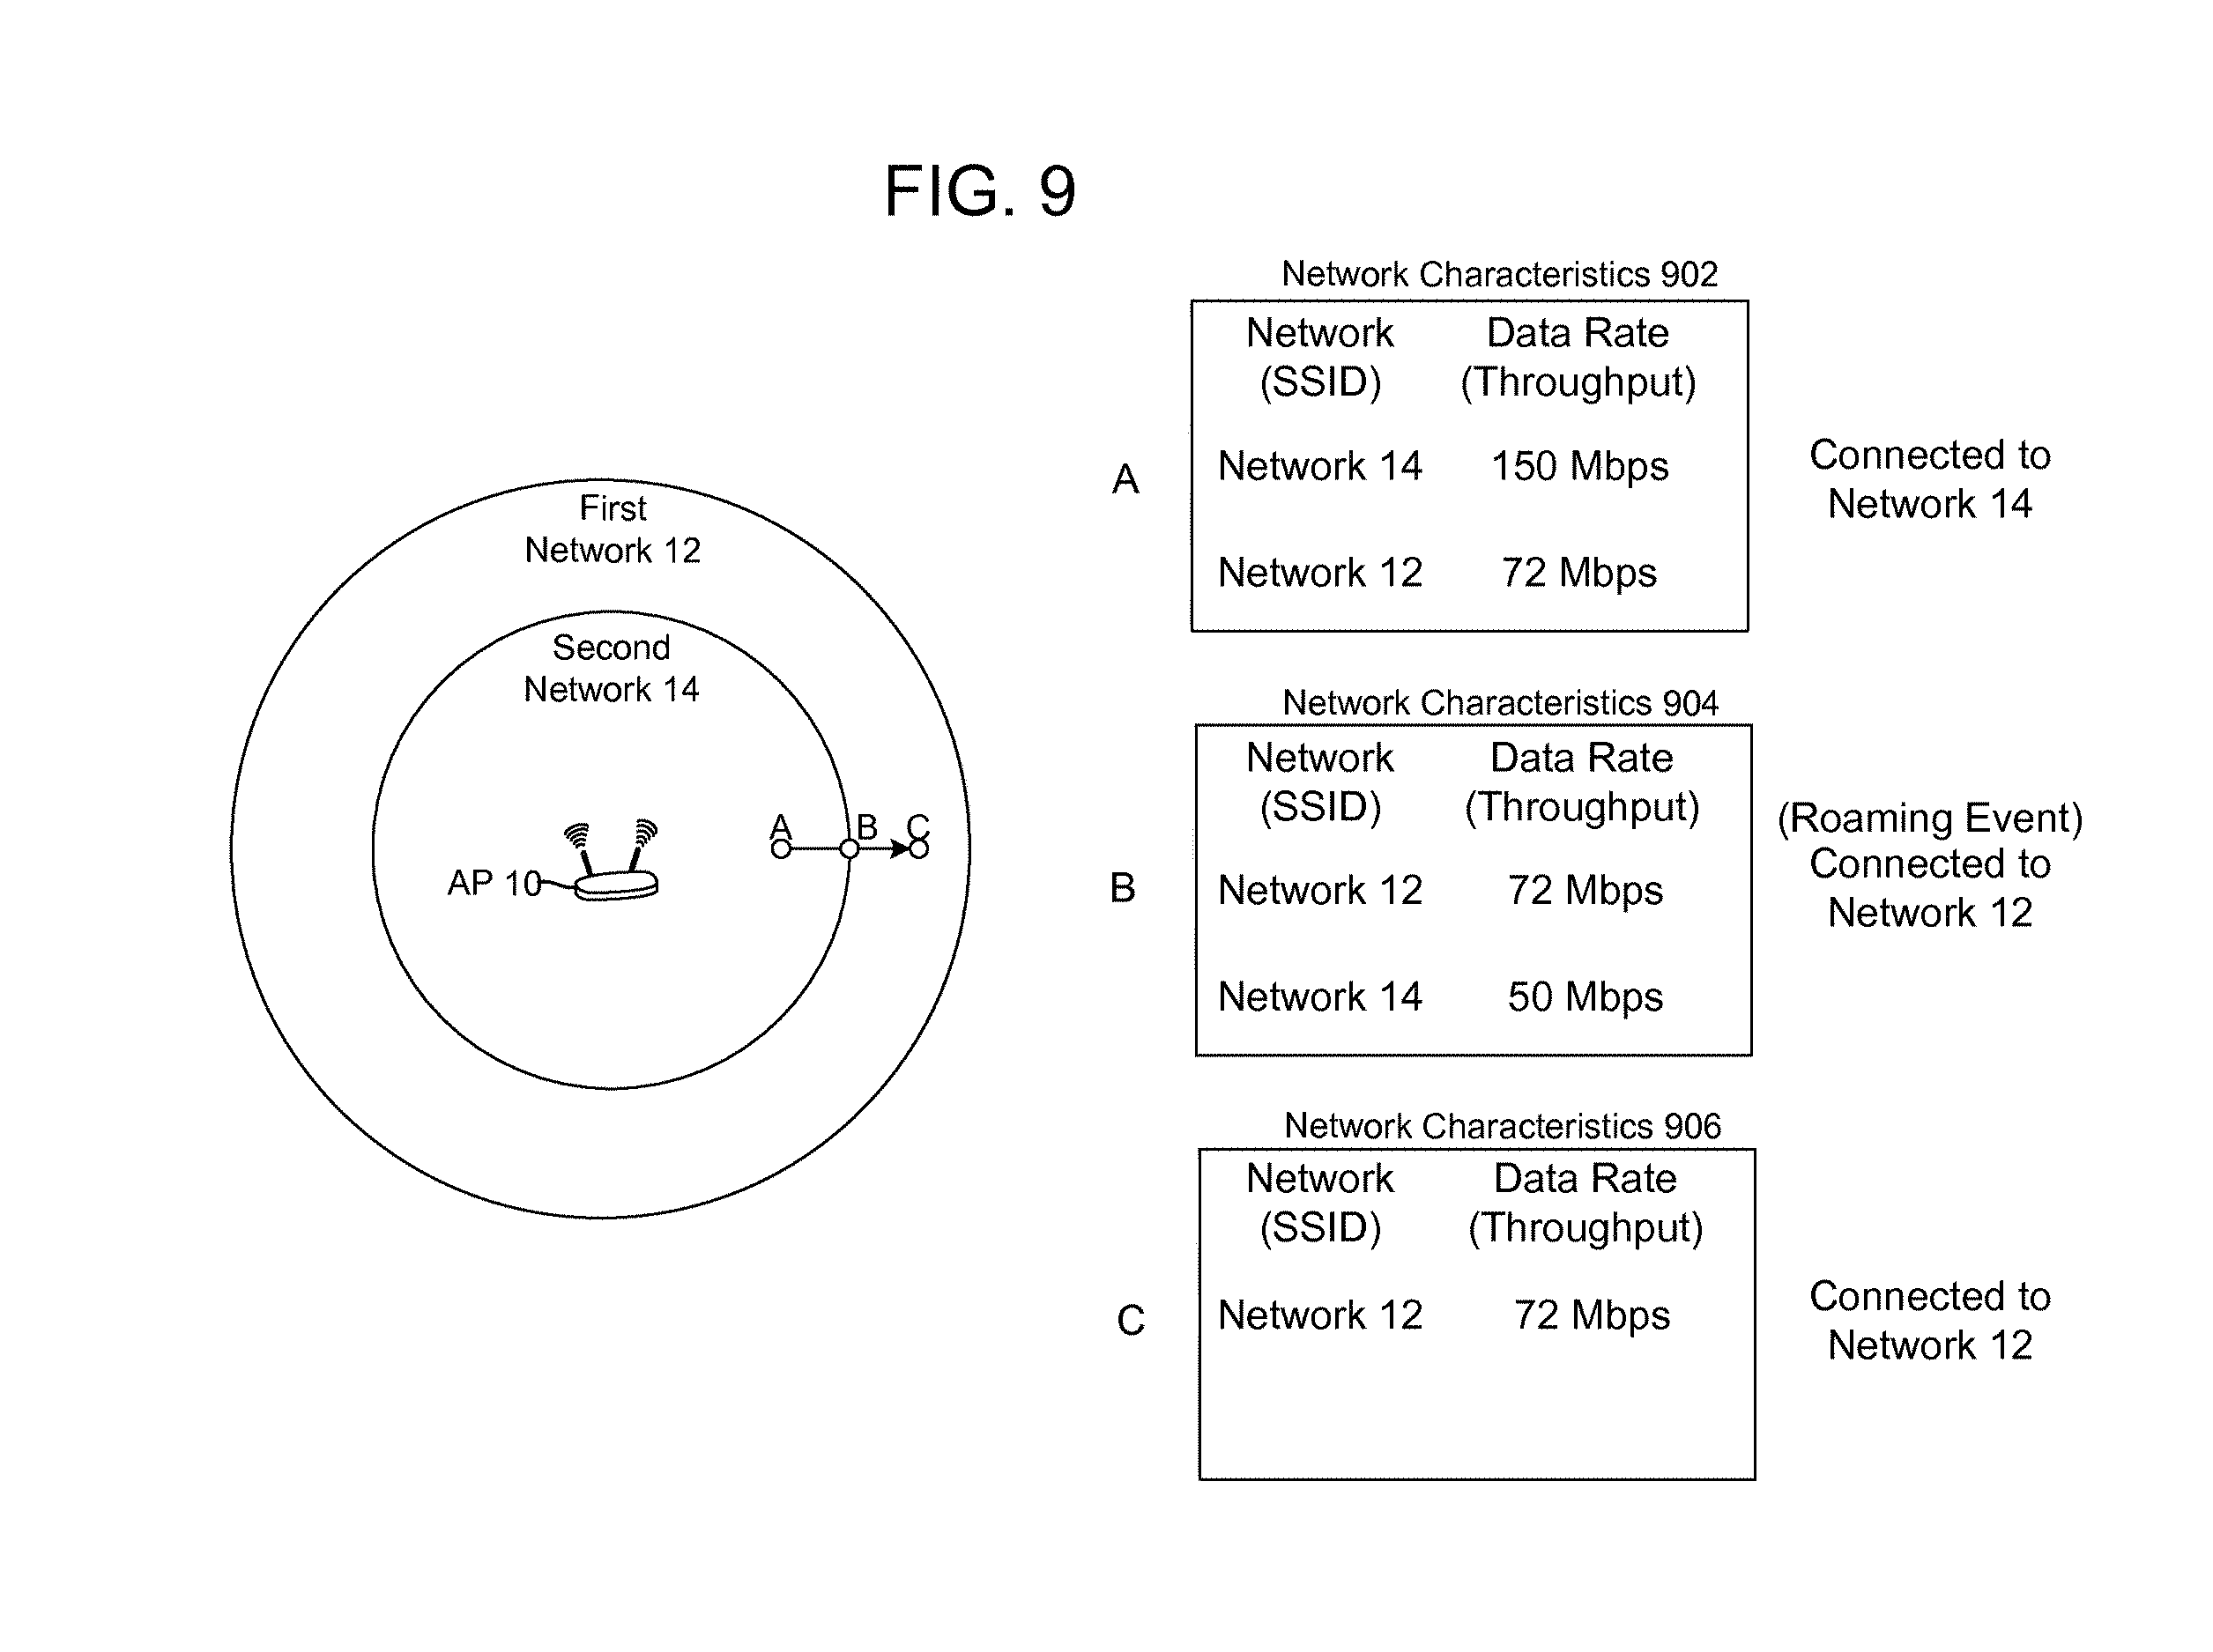 FIG. 9
First
Network 12
Second
Network 14
A
B
C
AP 10
Network Characteristics 902
Network (SSID) Data Rate (Throughput)
A
Network 14 150 Mbps
Network 12 72 Mbps
Connected to
Network 14
Network Characteristics 904
Network (SSID) Data Rate (Throughput)
B
Network 12 72 Mbps
Network 14 50 Mbps
(Roaming Event)
Connected to
Network 12
Network Characteristics 906
Network (SSID) Data Rate (Throughput)
C
Network 12 72 Mbps
Connected to
Network 12